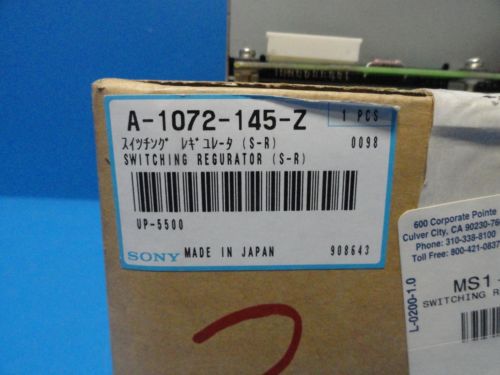 A-1072-145-Z 1 PCS
ｽｲｯﾁﾝｸﾞ ﾚｷﾞｭﾚｰﾀ (S-R) 0098
SWITCHING REGURATOR (S-R)
UP-5500
SONY MADE IN JAPAN 908643
600 Corporate Pointe
Culver City, CA 90230-
Phone: 310-338-8100
Toll Free: 800-421-0837
L-0200-1.0
MS1-
SWITCHING